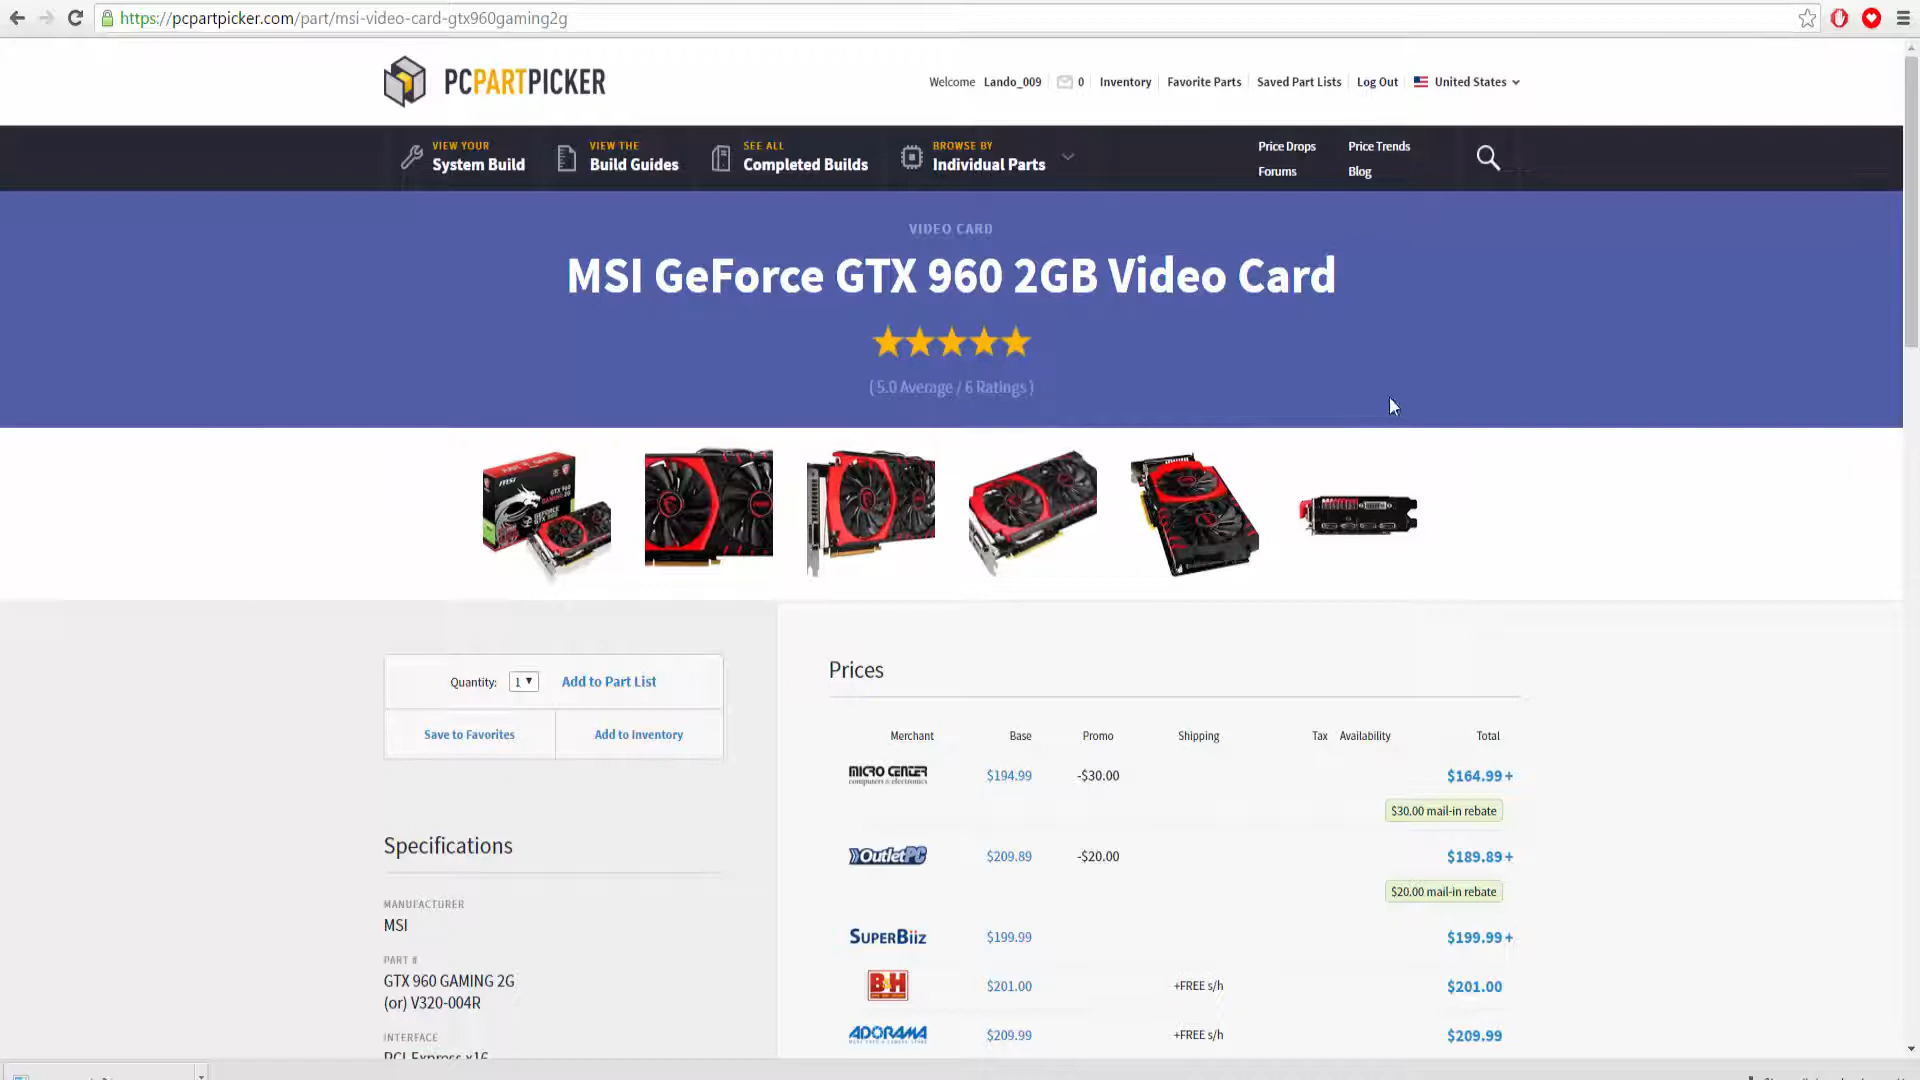 https://pcpartpicker.com/part/msi-video-card-gtx960gaming2g
PCPARTPICKER
Welcome Lando_009 0 Inventory Favorite Parts Saved Part Lists Log Out United States
VIEW YOUR
System Build
VIEW THE
Build Guides
SEE ALL
Completed Builds
BROWSE BY
Individual Parts
Price Drops Price Trends
Forums Blog
VIDEO CARD
MSI GeForce GTX 960 2GB Video Card
( 5.0 Average / 6 Ratings )
Quantity: 1 Add to Part List
Save to Favorites Add to Inventory
Specifications
MANUFACTURER
MSI
PART #
GTX 960 GAMING 2G
(or) V320-004R
INTERFACE
PCI-Express x16
Prices
Merchant Base Promo Shipping Tax Availability Total
MICRO CENTER computers & electronics $194.99 -$30.00 $164.99 +
$30.00 mail-in rebate
OutletPC $209.89 -$20.00 $189.89 +
$20.00 mail-in rebate
SUPERBiiz $199.99 $199.99 +
B&H $201.00 +FREE s/h $201.00
ADORAMA $209.99 +FREE s/h $209.99